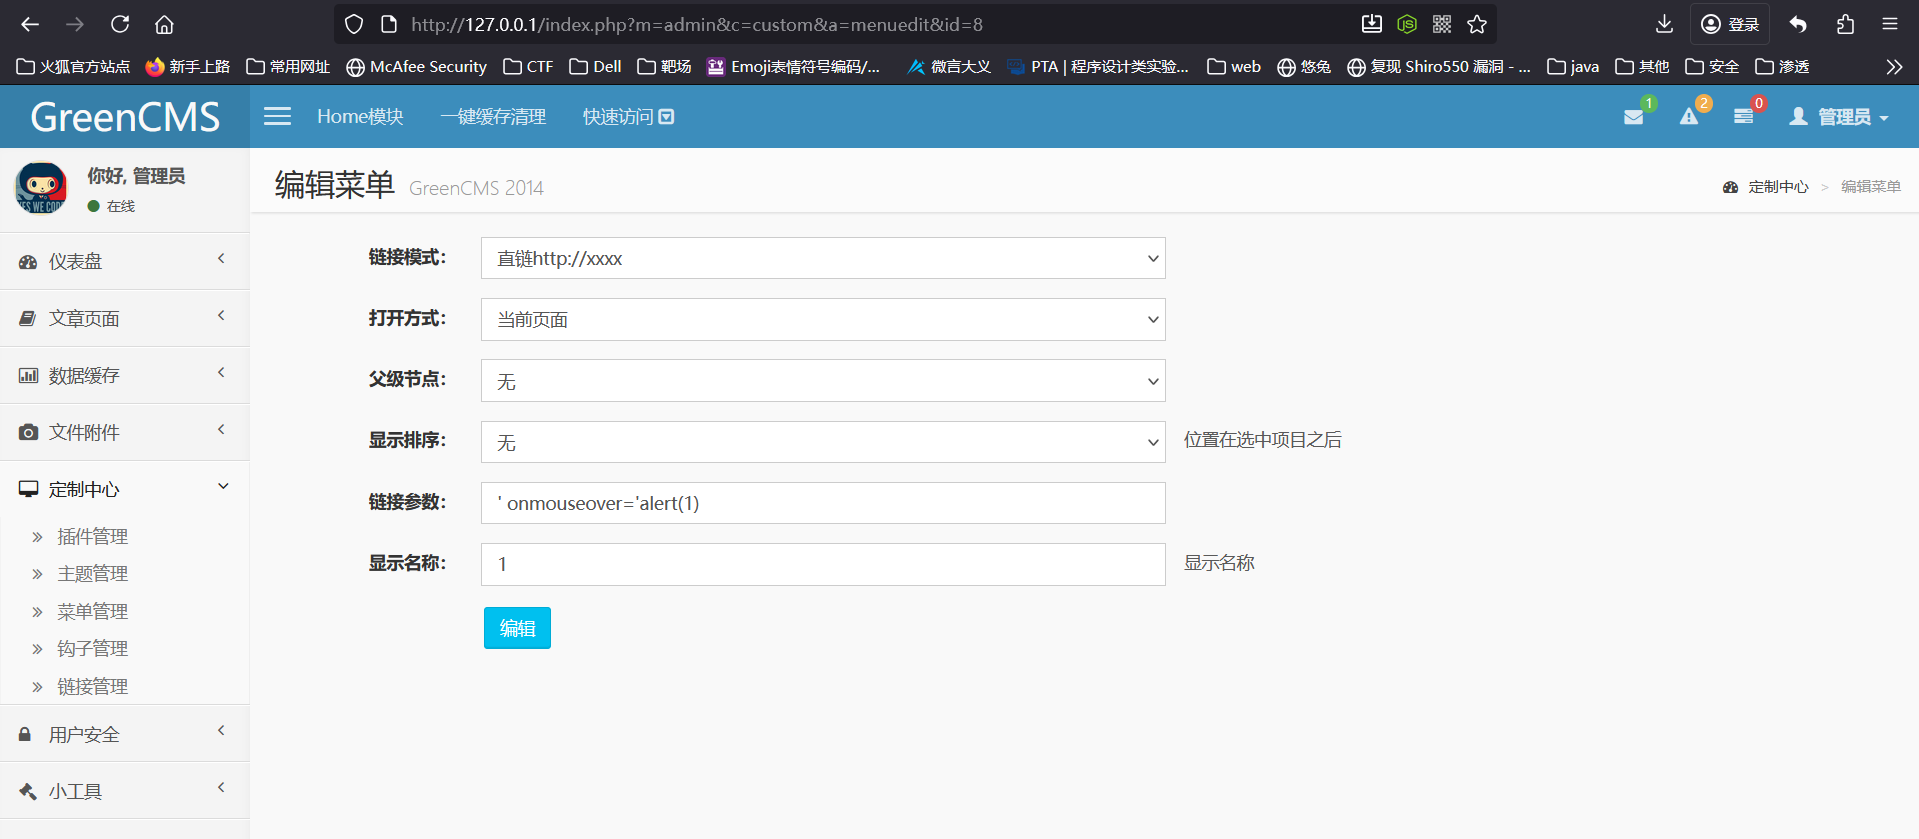 http://127.0.0.1/index.php?m=admin&c=custom&a=menuedit&id=8
登录
火狐官方站点 新手上路 常用网址 McAfee Security CTF Dell 靶场 Emoji表情符号编码/... 微言大义 PTA | 程序设计类实验... web 悠兔 复现 Shiro550 漏洞 - ... java 其他 安全 渗透
GreenCMS Home模块 一键缓存清理 快速访问 1 2 0 管理员
你好, 管理员
在线
编辑菜单 GreenCMS 2014
定制中心 > 编辑菜单
仪表盘
文章页面
数据缓存
文件附件
定制中心
插件管理
主题管理
菜单管理
钩子管理
链接管理
用户安全
小工具
链接模式: 直链http://xxxx
打开方式: 当前页面
父级节点: 无
显示排序: 无 位置在选中项目之后
链接参数: ' onmouseover='alert(1)
显示名称: 1 显示名称
编辑